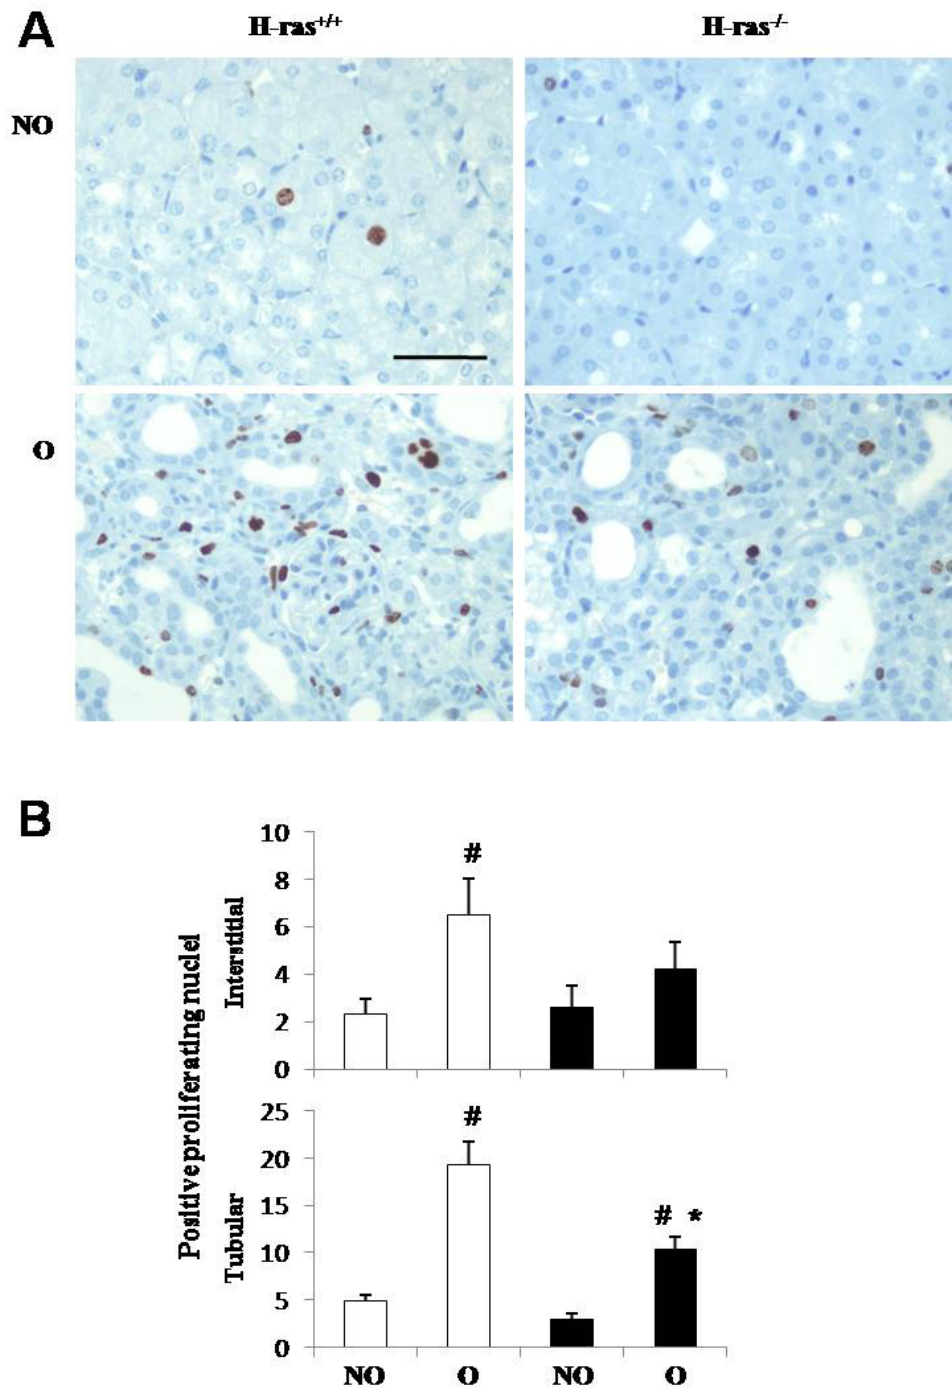 A
H-ras+/+ H-ras-/-
NO
O
B
Positive proliferating nuclei
Interstitial
10
8
6
4
2
0
#
Tubular
25
20
15
10
5
0
#
# *
NO O NO O